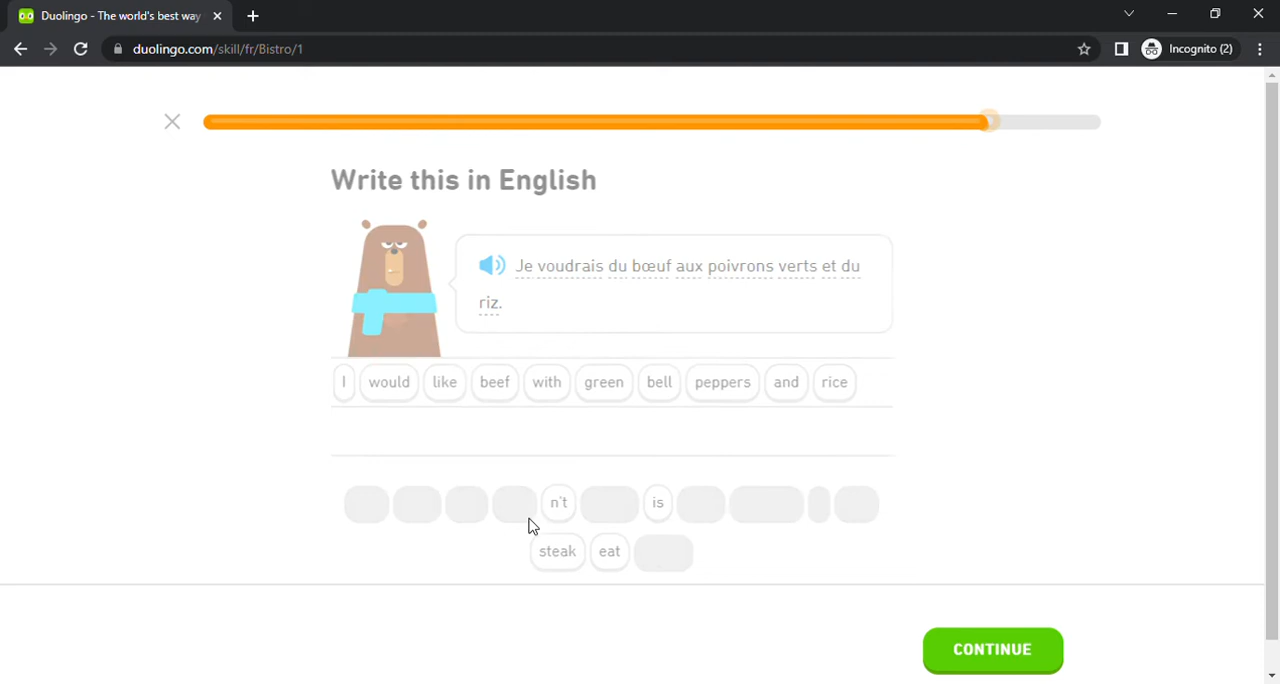 Duolingo - The world's best way
duolingo.com/skill/fr/Bistro/1
Incognito (2)
Write this in English
Je voudrais du bœuf aux poivrons verts et du
riz.
I would like beef with green bell peppers and rice
n't is
steak eat
CONTINUE